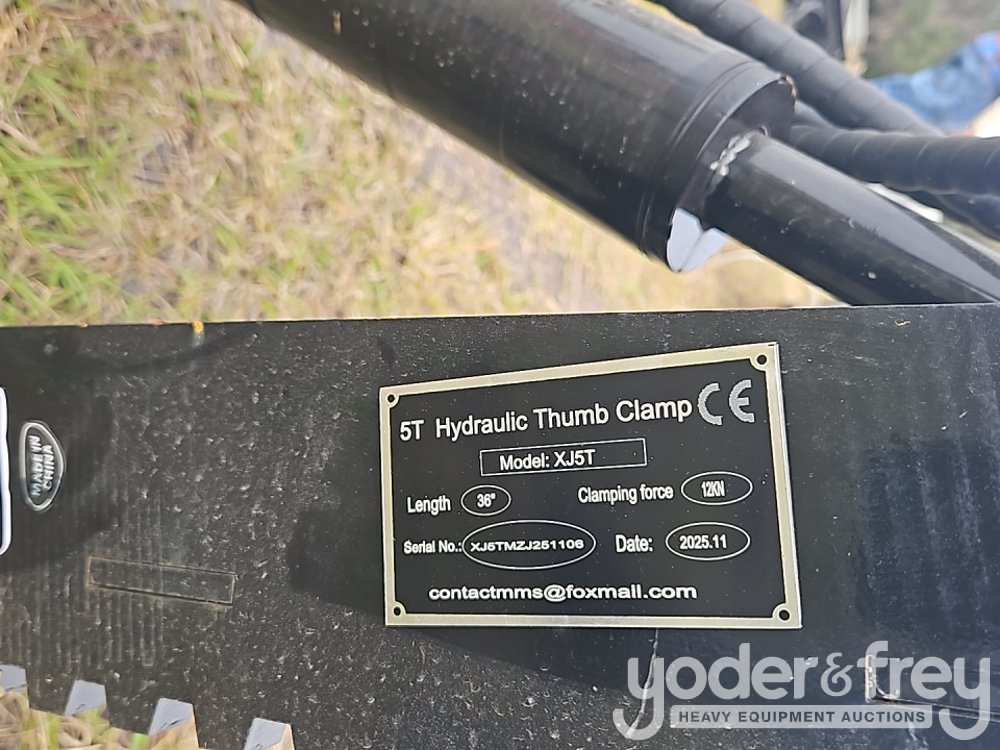 5T Hydraulic Thumb Clamp CE
Model: XJ5T
Length 36" Clamping force 12KN
Serial No.: XJ5TMZJ251106 Date: 2025.11
contactmms@foxmail.com
MADE IN
CHINA
yoder&frey
HEAVY EQUIPMENT AUCTIONS